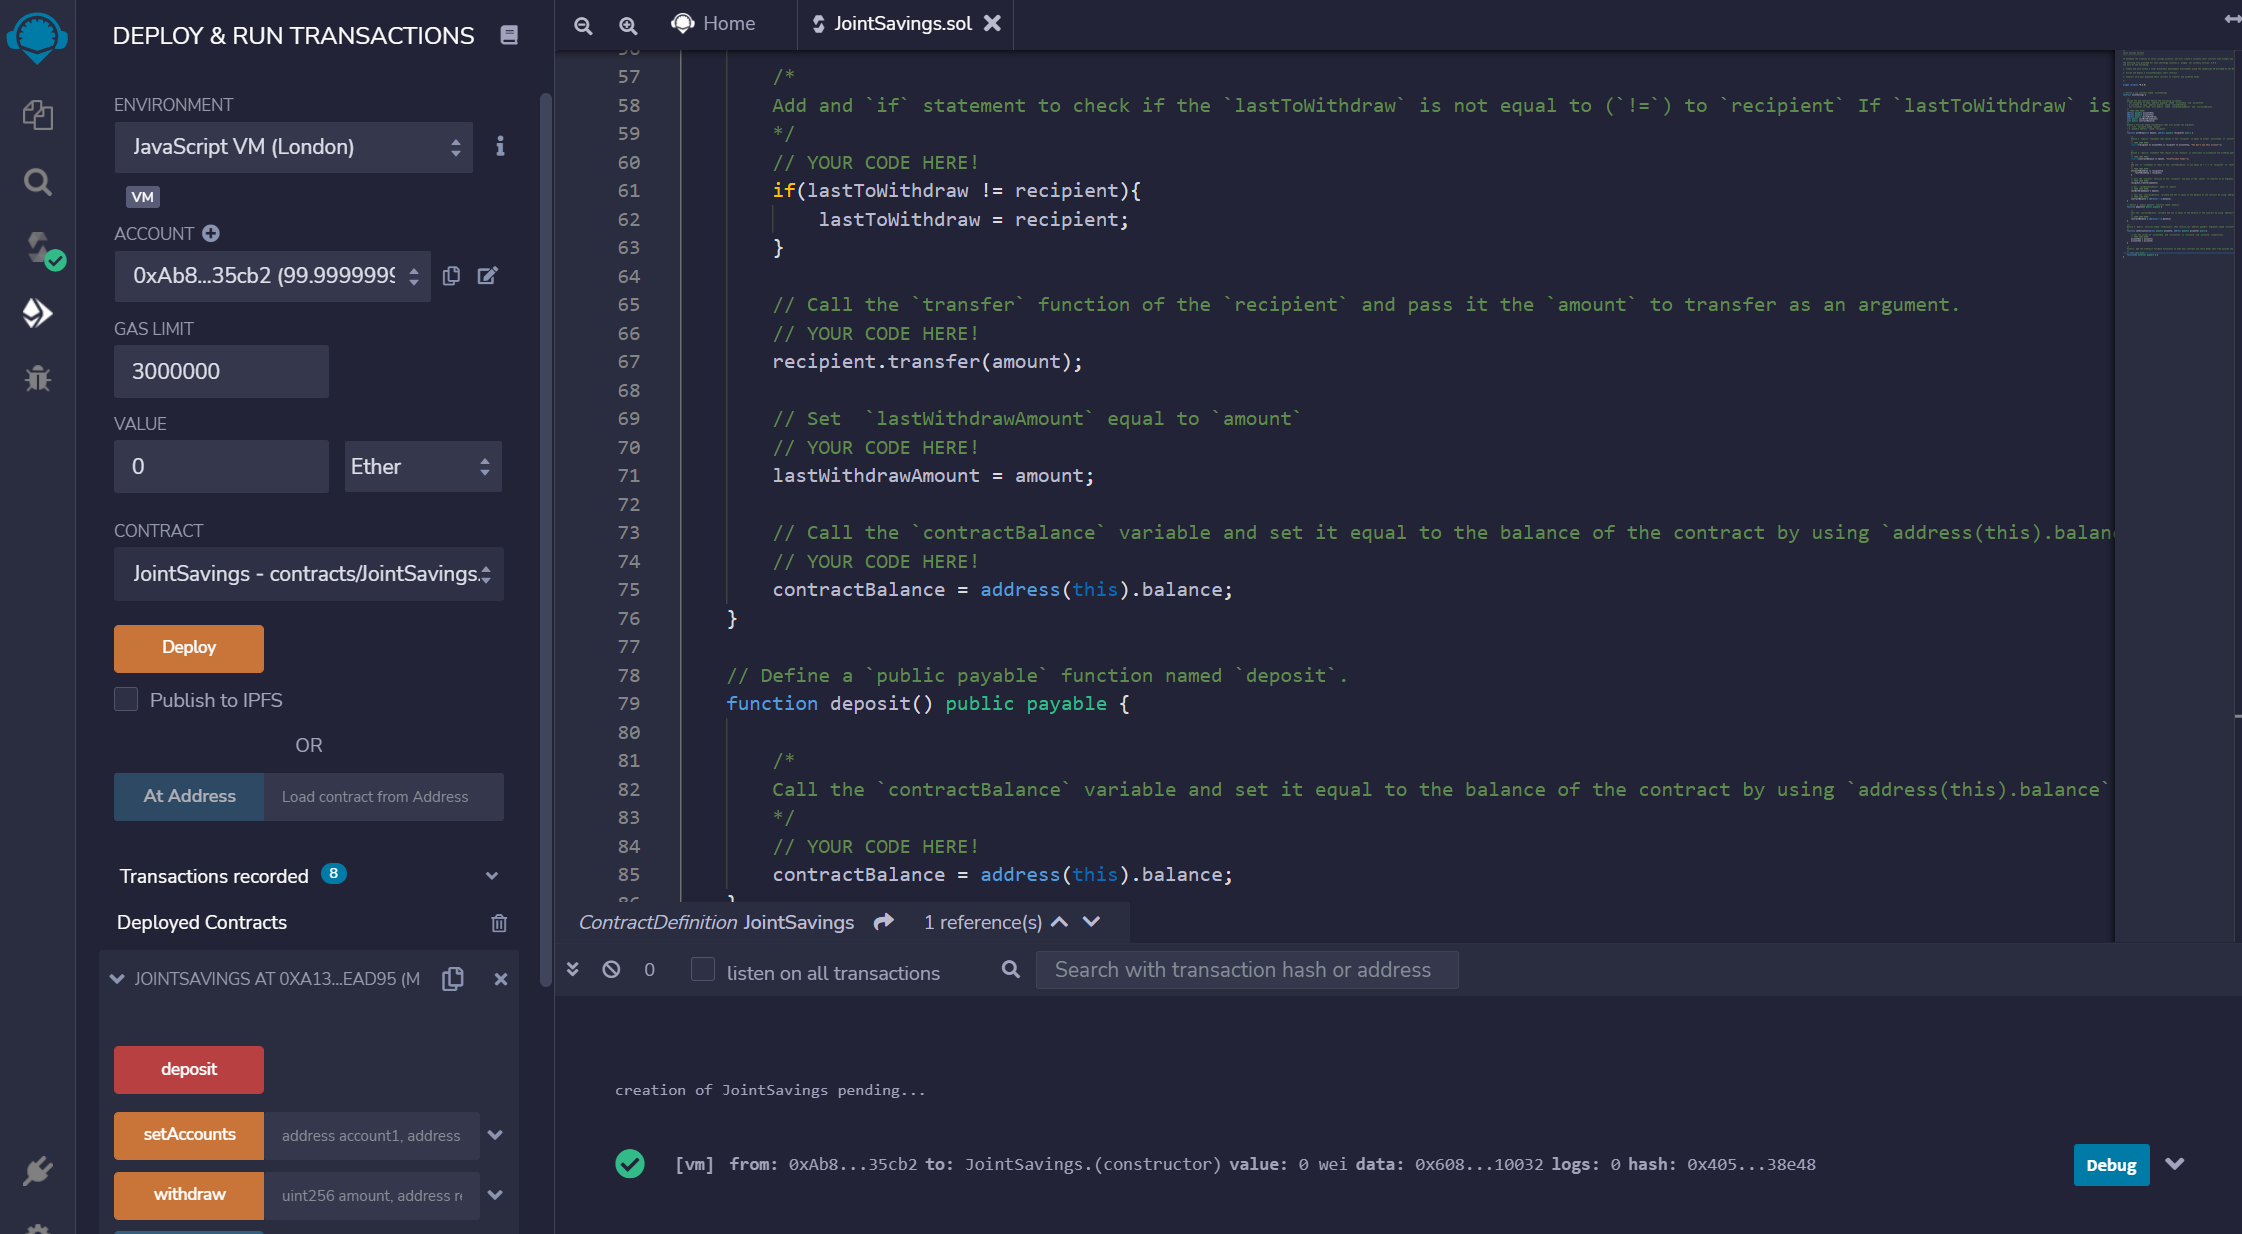 DEPLOY & RUN TRANSACTIONS
ENVIRONMENT
JavaScript VM (London)
VM
ACCOUNT
0xAb8...35cb2 (99.9999999
GAS LIMIT
3000000
VALUE
0
Ether
CONTRACT
JointSavings - contracts/JointSavings.
Deploy
Publish to IPFS
OR
At Address
Load contract from Address
Transactions recorded 8
Deployed Contracts
JOINTSAVINGS AT 0XA13...EAD95 (M
deposit
setAccounts
address account1, address
withdraw
uint256 amount, address r
Home
JointSavings.sol
56
57 /*
58 Add and `if` statement to check if the `lastToWithdraw` is not equal to (`!=`) to `recipient` If `lastToWithdraw` is
59 */
60 // YOUR CODE HERE!
61 if(lastToWithdraw != recipient){
62 lastToWithdraw = recipient;
63 }
64
65 // Call the `transfer` function of the `recipient` and pass it the `amount` to transfer as an argument.
66 // YOUR CODE HERE!
67 recipient.transfer(amount);
68
69 // Set  `lastWithdrawAmount` equal to `amount`
70 // YOUR CODE HERE!
71 lastWithdrawAmount = amount;
72
73 // Call the `contractBalance` variable and set it equal to the balance of the contract by using `address(this).balan
74 // YOUR CODE HERE!
75 contractBalance = address(this).balance;
76 }
77
78 // Define a `public payable` function named `deposit`.
79 function deposit() public payable {
80
81 /*
82 Call the `contractBalance` variable and set it equal to the balance of the contract by using `address(this).balance`
83 */
84 // YOUR CODE HERE!
85 contractBalance = address(this).balance;
86 }
ContractDefinition JointSavings 1 reference(s)
0
listen on all transactions
Search with transaction hash or address
creation of JointSavings pending...
[vm] from: 0xAb8...35cb2 to: JointSavings.(constructor) value: 0 wei data: 0x608...10032 logs: 0 hash: 0x405...38e48
Debug